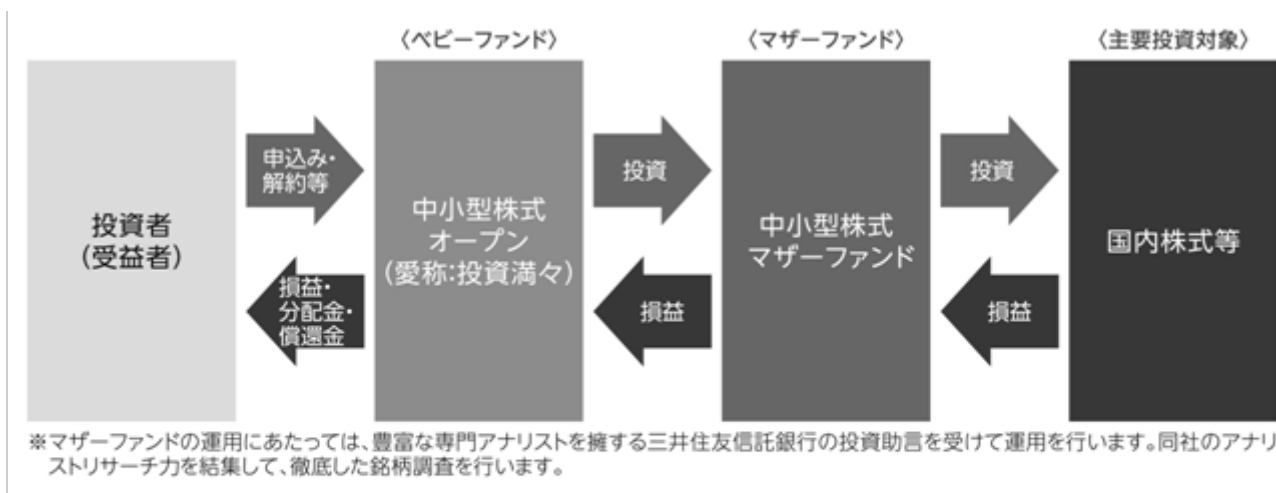 〈ベビーファンド〉
〈マザーファンド〉
〈主要投資対象〉
投資者
(受益者)
申込み・
解約等
損益・
分配金・
償還金
中小型株式
オープン
(愛称:投資満々)
投資
損益
中小型株式
マザーファンド
投資
損益
国内株式等
※マザーファンドの運用にあたっては、豊富な専門アナリストを擁する三井住友信託銀行の投資助言を受けて運用を行います。同社のアナリ
ストリサーチ力を結集して、徹底した銘柄調査を行います。